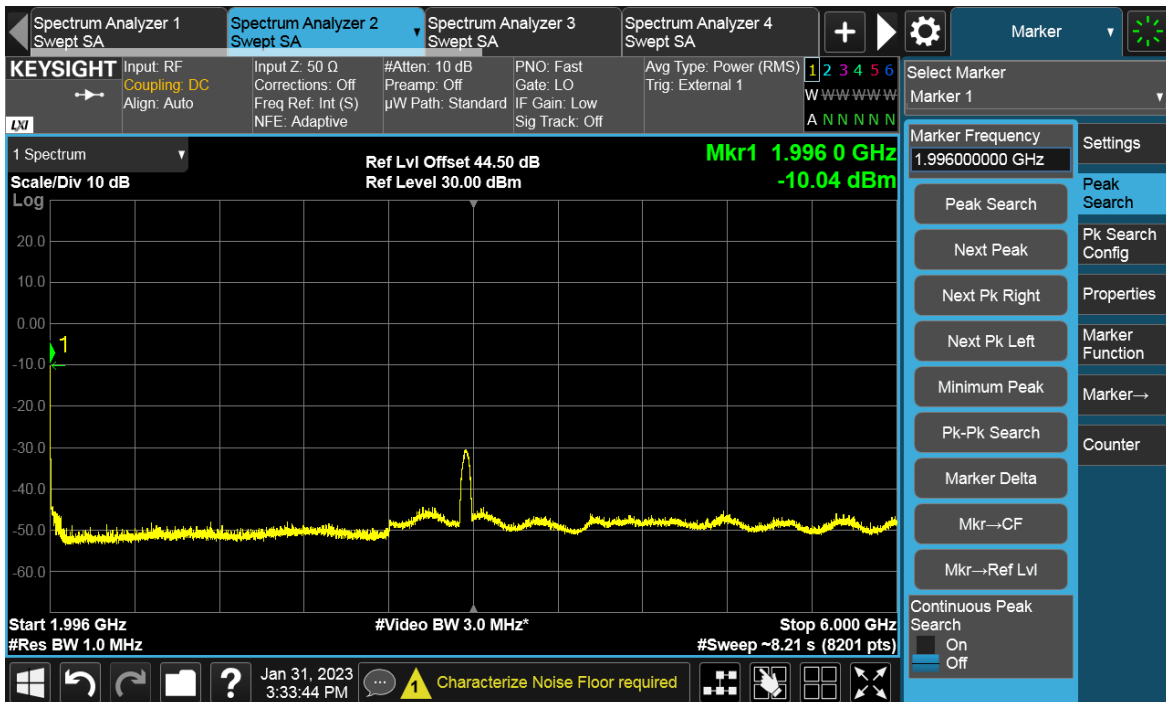 Spectrum Analyzer 1
Swept SA
Spectrum Analyzer 2
Swept SA
Spectrum Analyzer 3
Swept SA
Spectrum Analyzer 4
Swept SA
+
Marker
KEYSIGHT
LXI
Input: RF
Coupling: DC
Align: Auto
Input Z: 50 Ω
Corrections: Off
Freq Ref: Int (S)
NFE: Adaptive
#Atten: 10 dB
Preamp: Off
µW Path: Standard
PNO: Fast
Gate: LO
IF Gain: Low
Sig Track: Off
Avg Type: Power (RMS)
Trig: External 1
1 2 3 4 5 6
W W W W W W
A N N N N N
Select Marker
Marker 1
1 Spectrum
Scale/Div 10 dB
Log
Ref Lvl Offset 44.50 dB
Ref Level 30.00 dBm
Mkr1 1.996 0 GHz
-10.04 dBm
20.0
10.0
0.00
-10.0
-20.0
-30.0
-40.0
-50.0
-60.0
1
Start 1.996 GHz
#Res BW 1.0 MHz
#Video BW 3.0 MHz*
Stop 6.000 GHz
#Sweep ~8.21 s (8201 pts)
Marker Frequency
1.996000000 GHz
Peak Search
Next Peak
Next Pk Right
Next Pk Left
Minimum Peak
Pk-Pk Search
Marker Delta
Mkr→CF
Mkr→Ref Lvl
Continuous Peak
Search
On
Off
Settings
Peak
Search
Pk Search
Config
Properties
Marker
Function
Marker→
Counter
?
Jan 31, 2023
3:33:44 PM
1
Characterize Noise Floor required